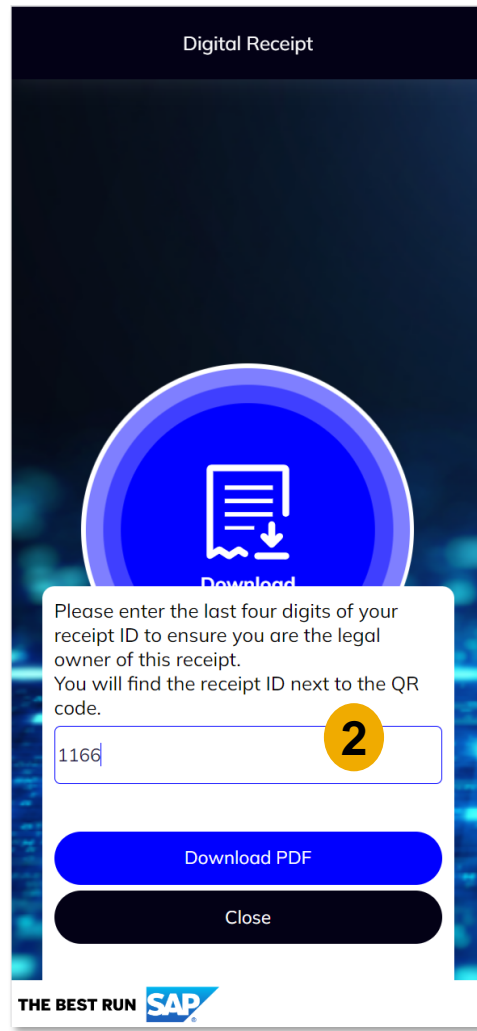 Digital Receipt
Download
Please enter the last four digits of your
receipt ID to ensure you are the legal
owner of this receipt.
You will find the receipt ID next to the QR
code.
2
1166
Download PDF
Close
THE BEST RUN SAP